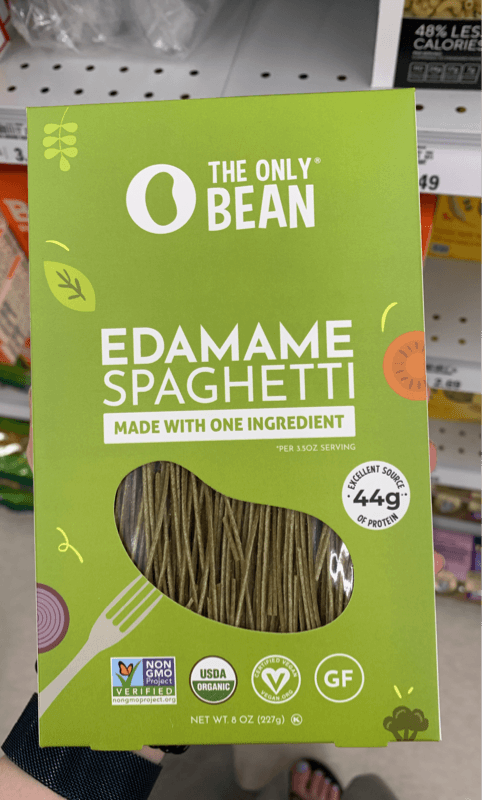 48% LES
CALORIES
49
THE ONLY®
BEAN
EDAMAME
SPAGHETTI
MADE WITH ONE INGREDIENT
*PER 3.5OZ SERVING
EXCELLENT SOURCE
44g*
OF PROTEIN
NON
GMO
Project
VERIFIED
nongmoproject.org
USDA
ORGANIC
CERTIFIED VEGAN
VEGAN.ORG
GF
NET WT. 8 OZ (227g) K